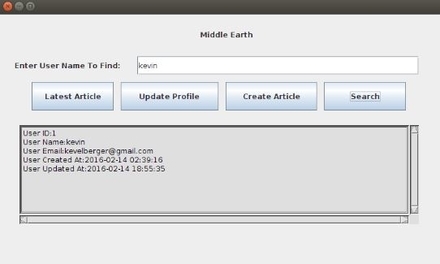 Middle Earth
Enter User Name To Find: kevin
Latest Article Update Profile Create Article Search
User ID:1
User Name:kevin
User Email:kevelberger@gmail.com
User Created At:2016-02-14 02:39:16
User Updated At:2016-02-14 18:55:35